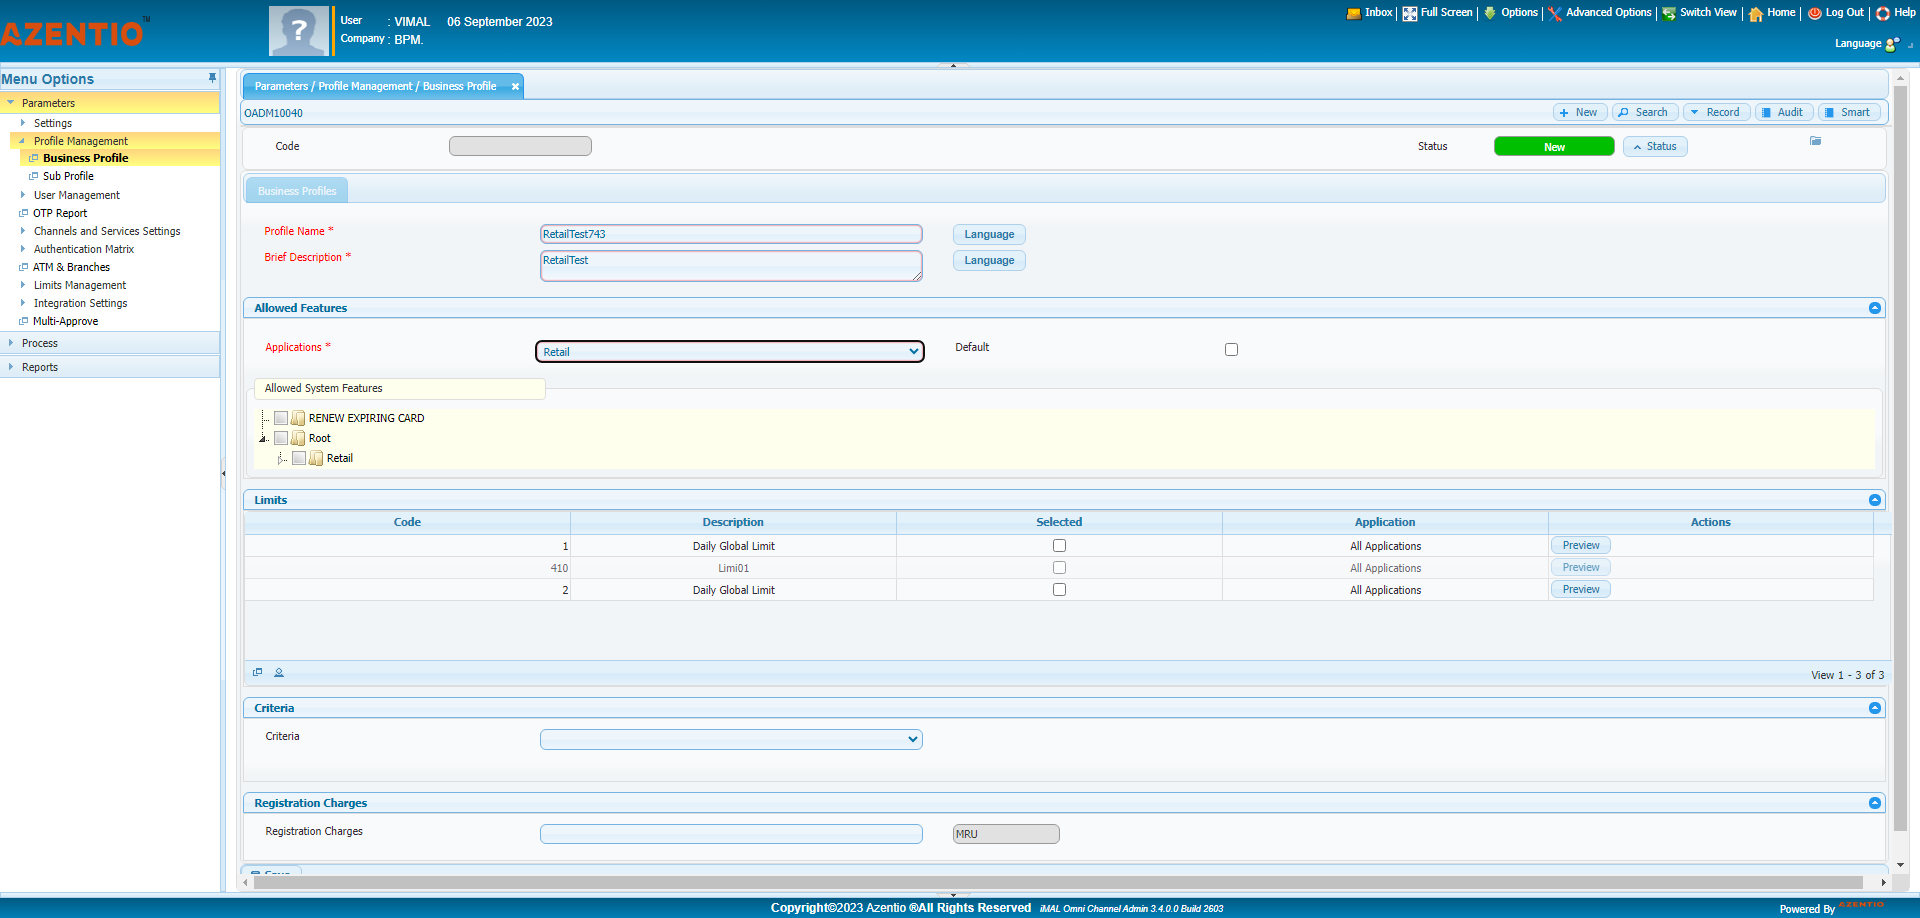 AZENTIO™
User : VIMAL 06 September 2023
Company : BPM.
Inbox Full Screen Options Advanced Options Switch View Home Log Out Help
Language
Menu Options
Parameters
Settings
Profile Management
Business Profile
Sub Profile
User Management
OTP Report
Channels and Services Settings
Authentication Matrix
ATM & Branches
Limits Management
Integration Settings
Multi-Approve
Process
Reports
Parameters / Profile Management / Business Profile
OADM10040
New Search Record Audit Smart
Code Status New Status
Business Profiles
Profile Name * RetailTest743 Language
Brief Description * RetailTest Language
Allowed Features
Applications * Retail Default
Allowed System Features
RENEW EXPIRING CARD
Root
Retail
Limits
Code Description Selected Application Actions
1 Daily Global Limit All Applications Preview
410 Limi01 All Applications Preview
2 Daily Global Limit All Applications Preview
View 1 - 3 of 3
Criteria
Criteria
Registration Charges
Registration Charges MRU
Save
Copyright©2023 Azentio ®All Rights Reserved iMAL Omni Channel Admin 3.4.0.0 Build 2603
Powered By AZENTIO